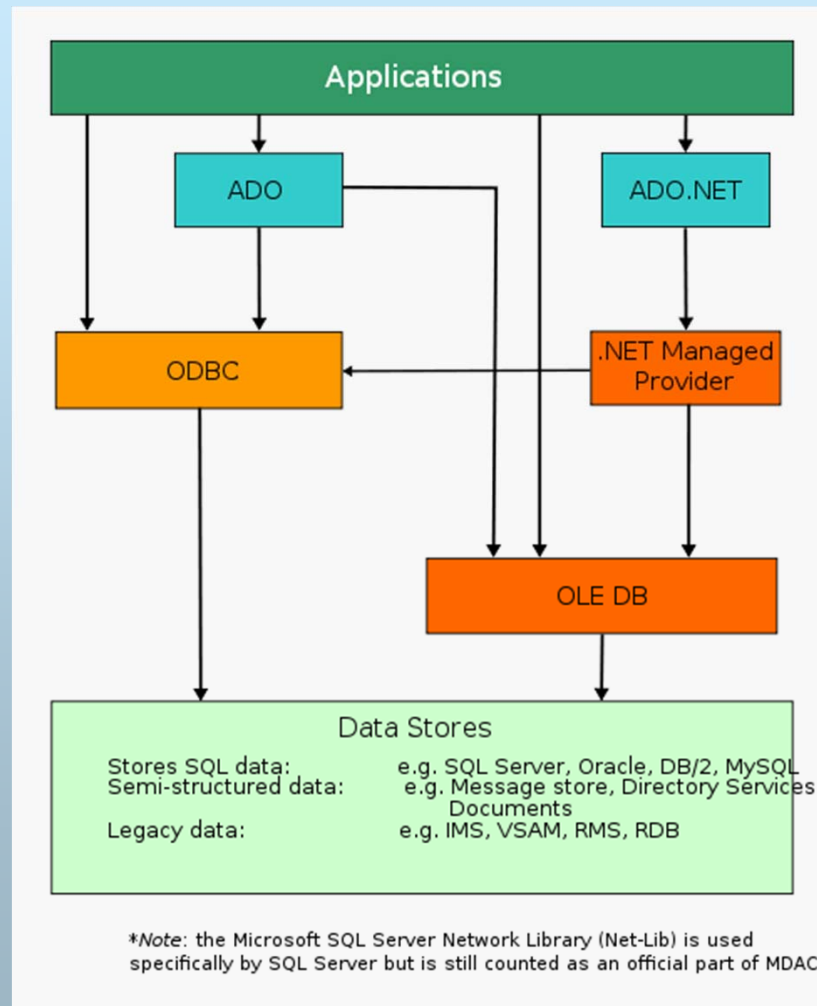 Applications
ADO
ADO.NET
ODBC
.NET Managed
Provider
OLE DB
Data Stores
Stores SQL data: e.g. SQL Server, Oracle, DB/2, MySQL
Semi-structured data: e.g. Message store, Directory Services
Documents
Legacy data: e.g. IMS, VSAM, RMS, RDB
*Note: the Microsoft SQL Server Network Library (Net-Lib) is used
specifically by SQL Server but is still counted as an official part of MDAC